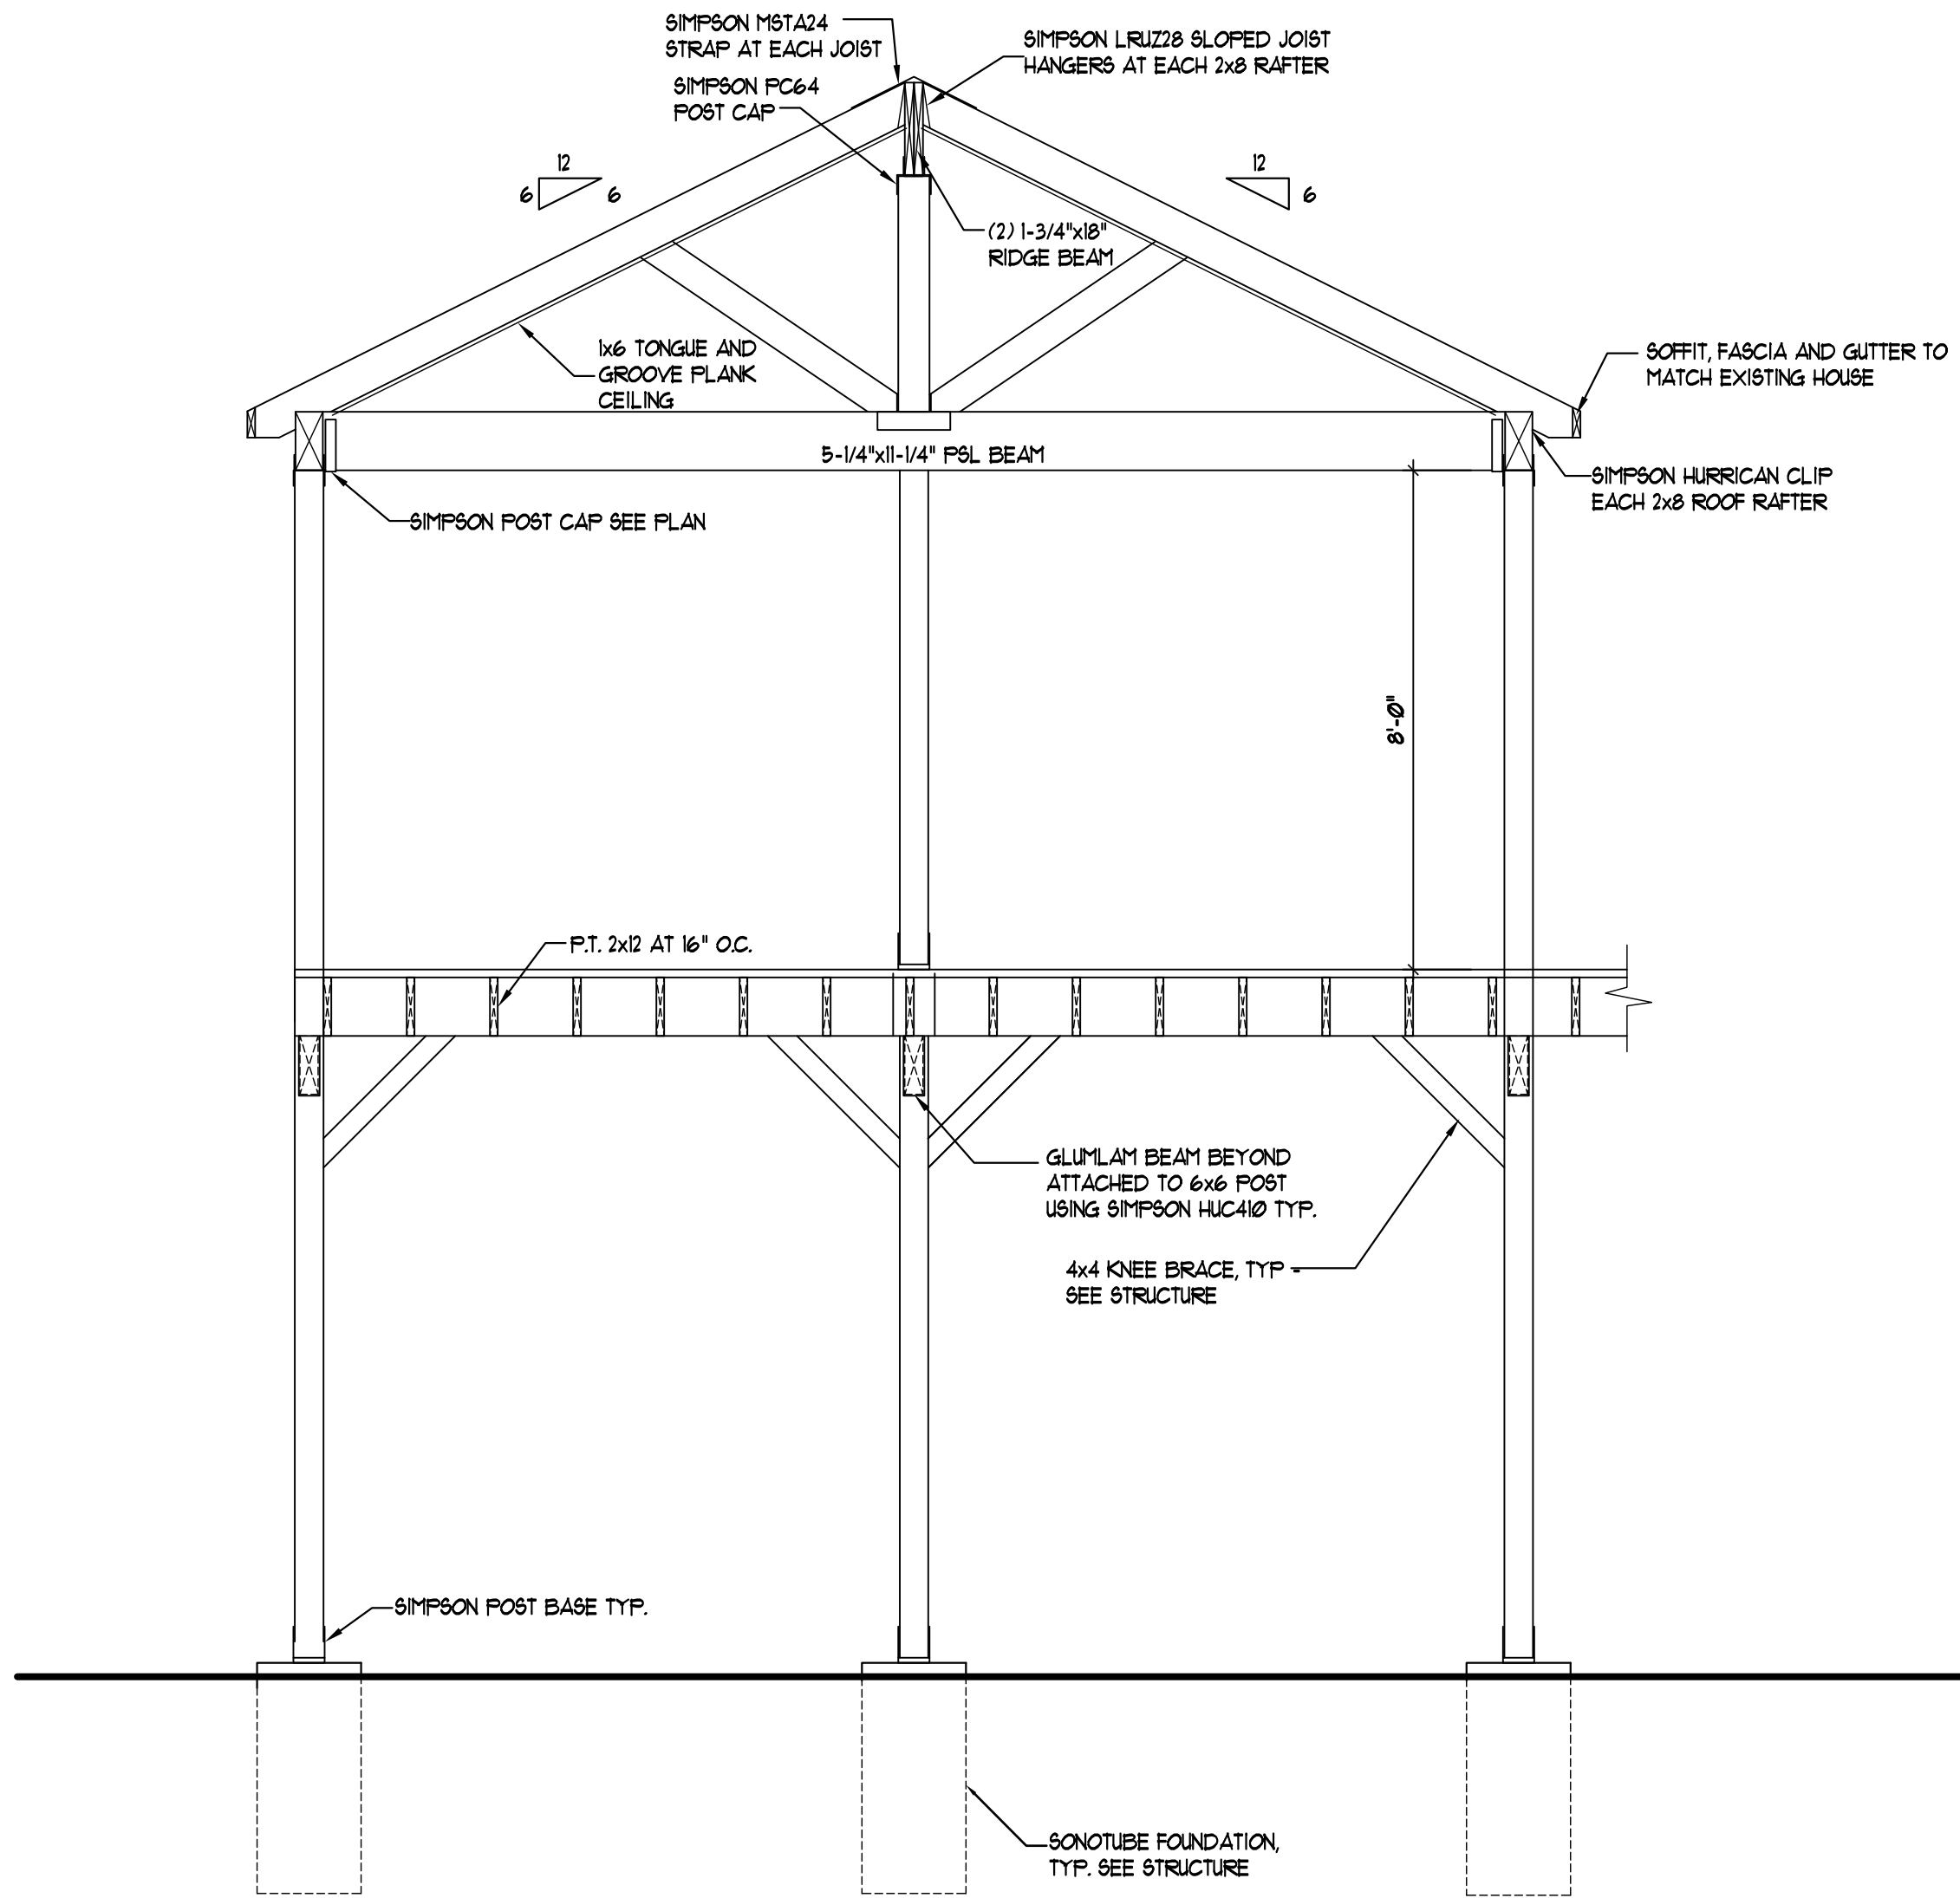 SIMPSON MSTA24
STRAP AT EACH JOIST
SIMPSON LRUZ28 SLOPED JOIST
HANGERS AT EACH 2x8 RAFTER
SIMPSON PC64
POST CAP
12
6
6
12
6
(2) 1-3/4"x18"
RIDGE BEAM
1x6 TONGUE AND
GROOVE PLANK
CEILING
SOFFIT, FASCIA AND GUTTER TO
MATCH EXISTING HOUSE
5-1/4"x11-1/4" PSL BEAM
SIMPSON HURRICAN CLIP
EACH 2x8 ROOF RAFTER
SIMPSON POST CAP SEE PLAN
8'-0"
P.T. 2x12 AT 16" O.C.
GLUMLAM BEAM BEYOND
ATTACHED TO 6x6 POST
USING SIMPSON HUC410 TYP.
4x4 KNEE BRACE, TYP -
SEE STRUCTURE
SIMPSON POST BASE TYP.
SONOTUBE FOUNDATION,
TYP. SEE STRUCTURE